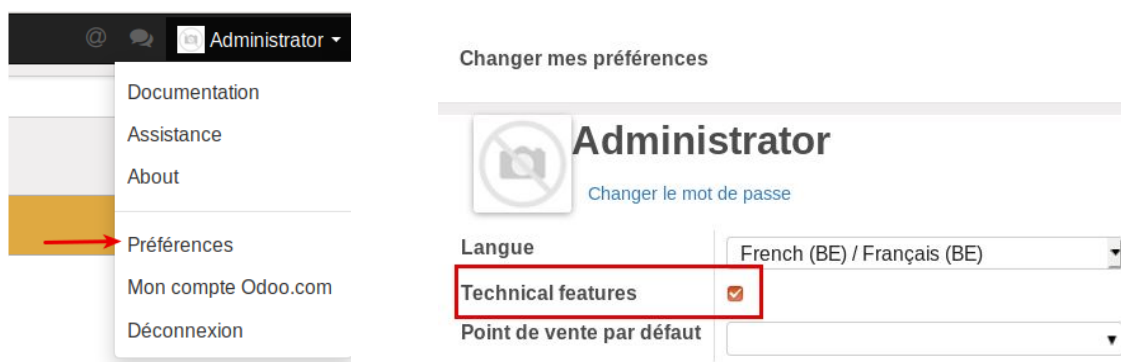 @ Administrator
Documentation
Assistance
About
Préférences
Mon compte Odoo.com
Déconnexion
Changer mes préférences
Administrator
Changer le mot de passe
Langue French (BE) / Français (BE)
Technical features
Point de vente par défaut